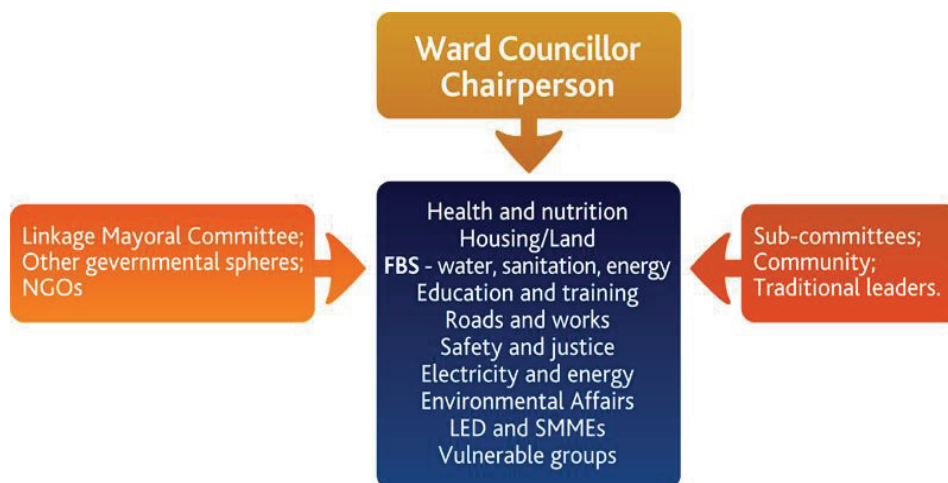 Ward Councillor
Chairperson
Linkage Mayoral Committee;
Other gevernmental spheres;
NGOs
Health and nutrition
Housing/Land
FBS - water, sanitation, energy
Education and training
Roads and works
Safety and justice
Electricity and energy
Environmental Affairs
LED and SMMEs
Vulnerable groups
Sub-committees;
Community;
Traditional leaders.